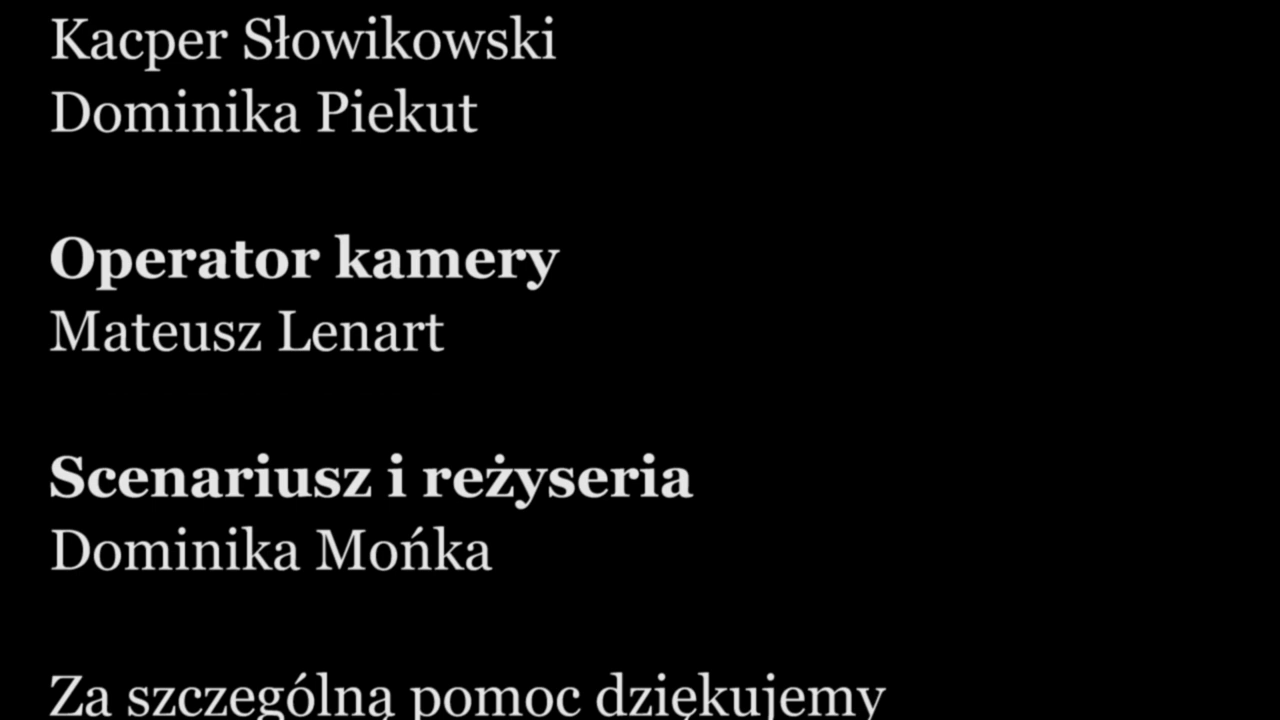 Kacper Słowikowski
Dominika Piekut
Operator kamery
Mateusz Lenart
Scenariusz i reżyseria
Dominika Mońka
Za szczególną pomoc dziękujemy